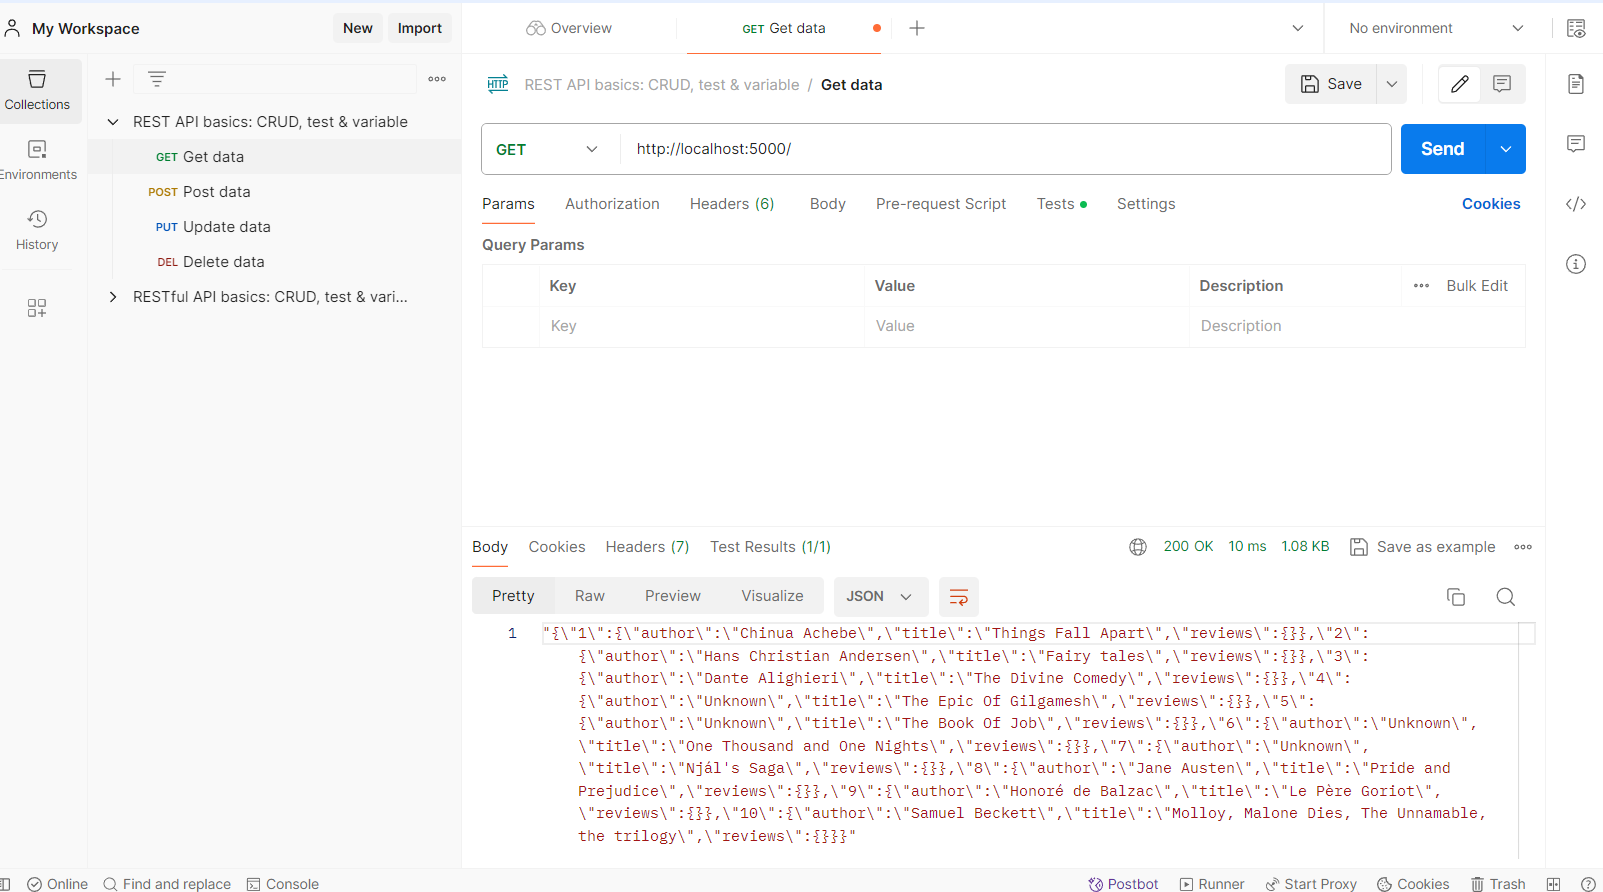 My Workspace
New
Import
Overview
GET Get data
No environment
Collections
Environments
History
REST API basics: CRUD, test & variable
GET Get data
POST Post data
PUT Update data
DEL Delete data
RESTful API basics: CRUD, test & vari...
HTTP
REST API basics: CRUD, test & variable / Get data
Save
GET
http://localhost:5000/
Send
Params
Authorization
Headers (6)
Body
Pre-request Script
Tests
Settings
Cookies
Query Params
Key
Value
Description
Bulk Edit
Key
Value
Description
Body
Cookies
Headers (7)
Test Results (1/1)
200 OK
10 ms
1.08 KB
Save as example
Pretty
Raw
Preview
Visualize
JSON
1
"{\"1\":{\"author\":\"Chinua Achebe\",\"title\":\"Things Fall Apart\",\"reviews\":{}},\"2\":
{\"author\":\"Hans Christian Andersen\",\"title\":\"Fairy tales\",\"reviews\":{}},\"3\":
{\"author\":\"Dante Alighieri\",\"title\":\"The Divine Comedy\",\"reviews\":{}},\"4\":
{\"author\":\"Unknown\",\"title\":\"The Epic Of Gilgamesh\",\"reviews\":{}},\"5\":
{\"author\":\"Unknown\",\"title\":\"The Book Of Job\",\"reviews\":{}},\"6\":{\"author\":\"Unknown\",
\"title\":\"One Thousand and One Nights\",\"reviews\":{}},\"7\":{\"author\":\"Unknown\",
\"title\":\"Njál's Saga\",\"reviews\":{}},\"8\":{\"author\":\"Jane Austen\",\"title\":\"Pride and
Prejudice\",\"reviews\":{}},\"9\":{\"author\":\"Honoré de Balzac\",\"title\":\"Le Père Goriot\",
\"reviews\":{}},\"10\":{\"author\":\"Samuel Beckett\",\"title\":\"Molloy, Malone Dies, The Unnamable,
the trilogy\",\"reviews\":{}}}"
Online
Find and replace
Console
Postbot
Runner
Start Proxy
Cookies
Trash